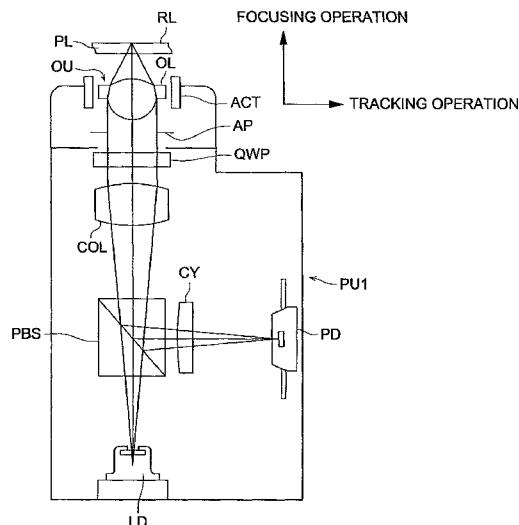 FOCUSING OPERATION
RL
PL
OU
OL
ACT
TRACKING OPERATION
AP
QWP
COL
CY
PU1
PBS
PD
LD